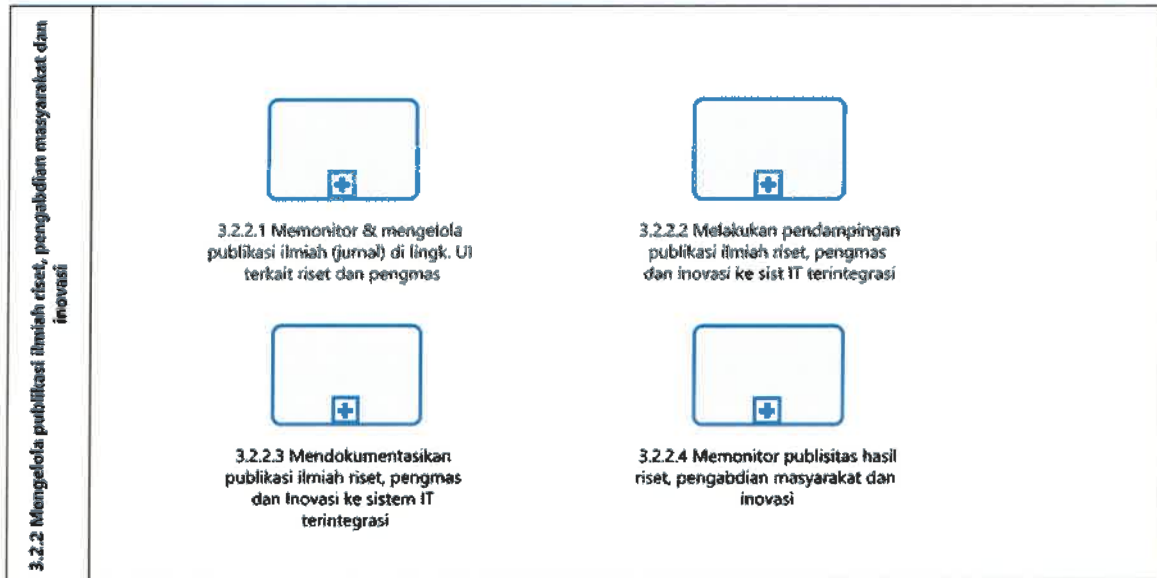 3.2.2 Mengelola publikasi ilmiah riset, pengabdian masyarakat dan
inovasi
3.2.2.1 Memonitor & mengelola
publikasi ilmiah (jurnal) di lingk. UI
terkait riset dan pengmas
3.2.2.2 Melakukan pendampingan
publikasi ilmiah riset, pengmas
dan inovasi ke sist IT terintegrasi
3.2.2.3 Mendokumentasikan
publikasi ilmiah riset, pengmas
dan Inovasi ke sistem IT
terintegrasi
3.2.2.4 Memonitor publisitas hasil
riset, pengabdian masyarakat dan
inovasi